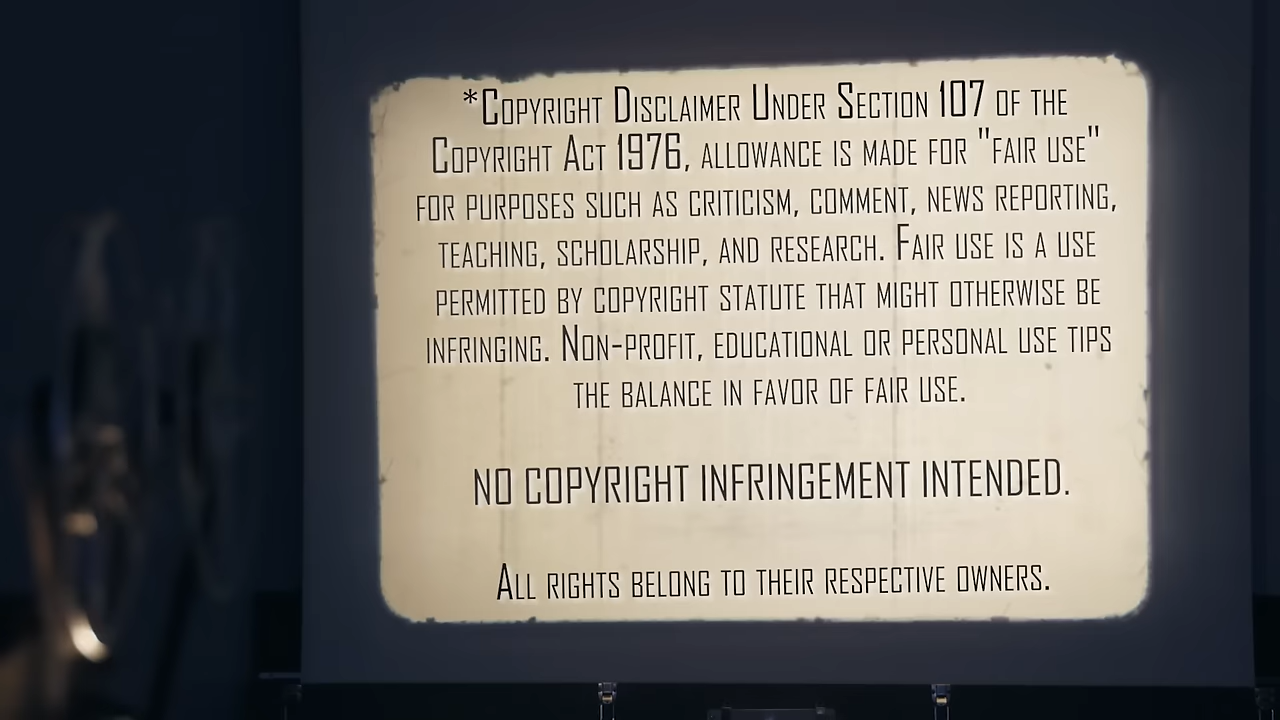 *Copyright Disclaimer Under Section 107 of the
Copyright Act 1976, allowance is made for "fair use"
for purposes such as criticism, comment, news reporting,
teaching, scholarship, and research. Fair use is a use
permitted by copyright statute that might otherwise be
infringing. Non-profit, educational or personal use tips
the balance in favor of fair use.
NO COPYRIGHT INFRINGEMENT INTENDED.
All rights belong to their respective owners.